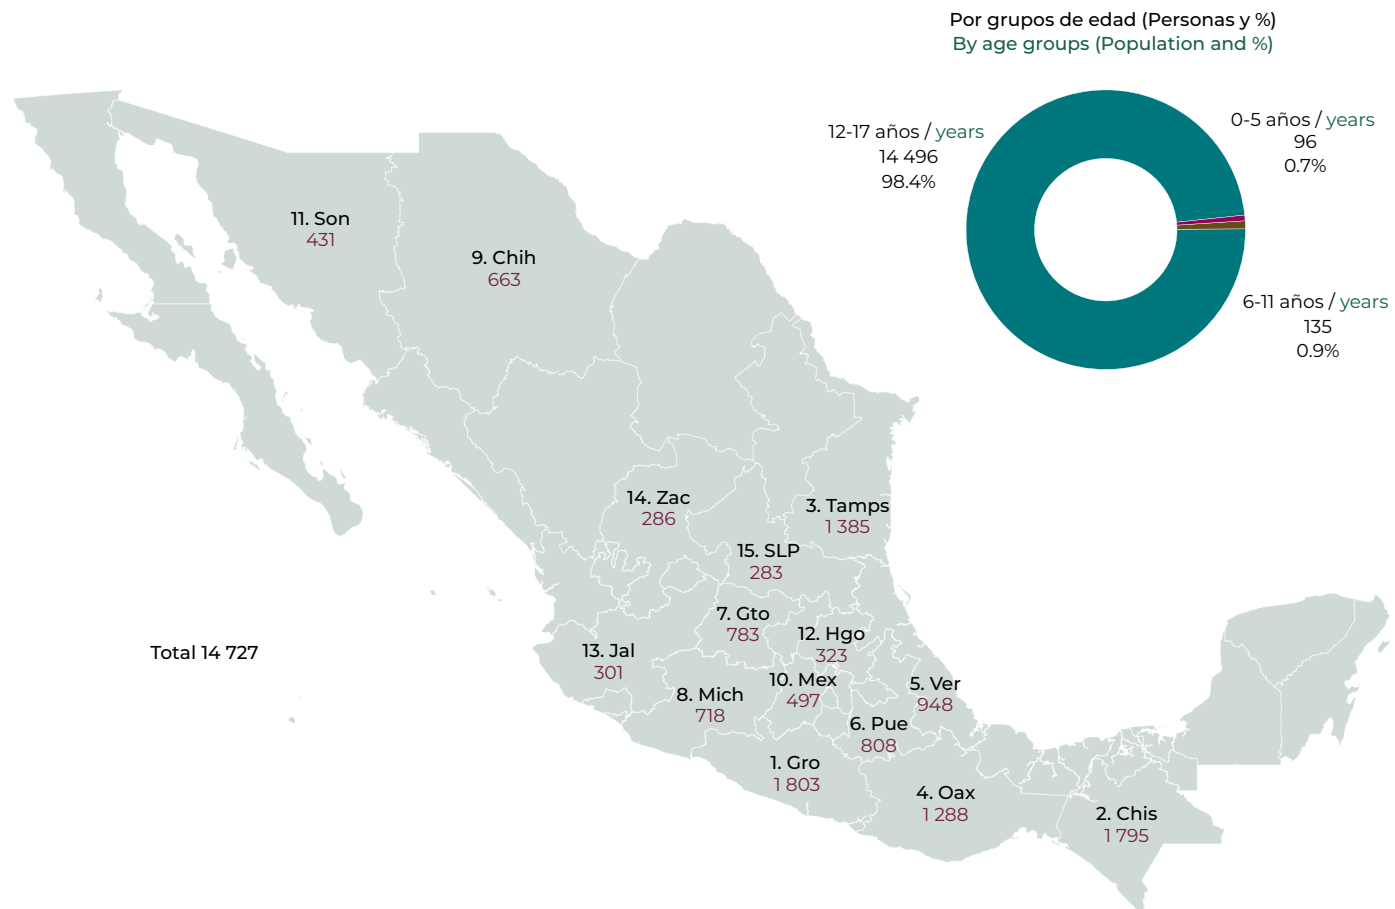 Por grupos de edad (Personas y %)
By age groups (Population and %)
12-17 años / years
14 496
98.4%
0-5 años / years
96
0.7%
6-11 años / years
135
0.9%
11. Son
431
9. Chih
663
14. Zac
286
3. Tamps
1 385
15. SLP
283
7. Gto
783
12. Hgo
323
13. Jal
301
Total 14 727
10. Mex
497
8. Mich
718
5. Ver
948
6. Pue
808
1. Gro
1 803
4. Oax
1 288
2. Chis
1 795